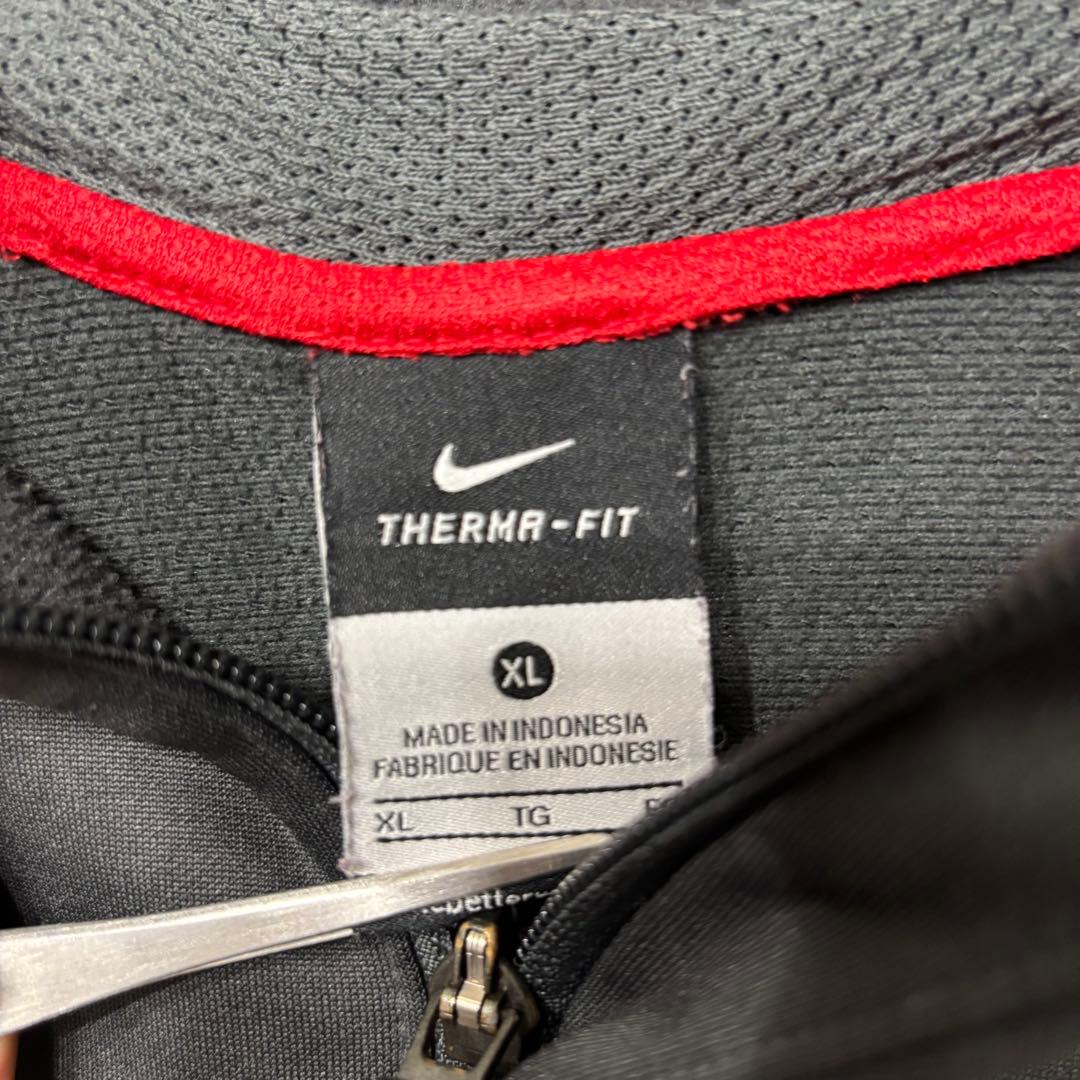 THERMA-FIT
XL
MADE IN INDONESIA
FABRIQUE EN INDONESIE
XL TG